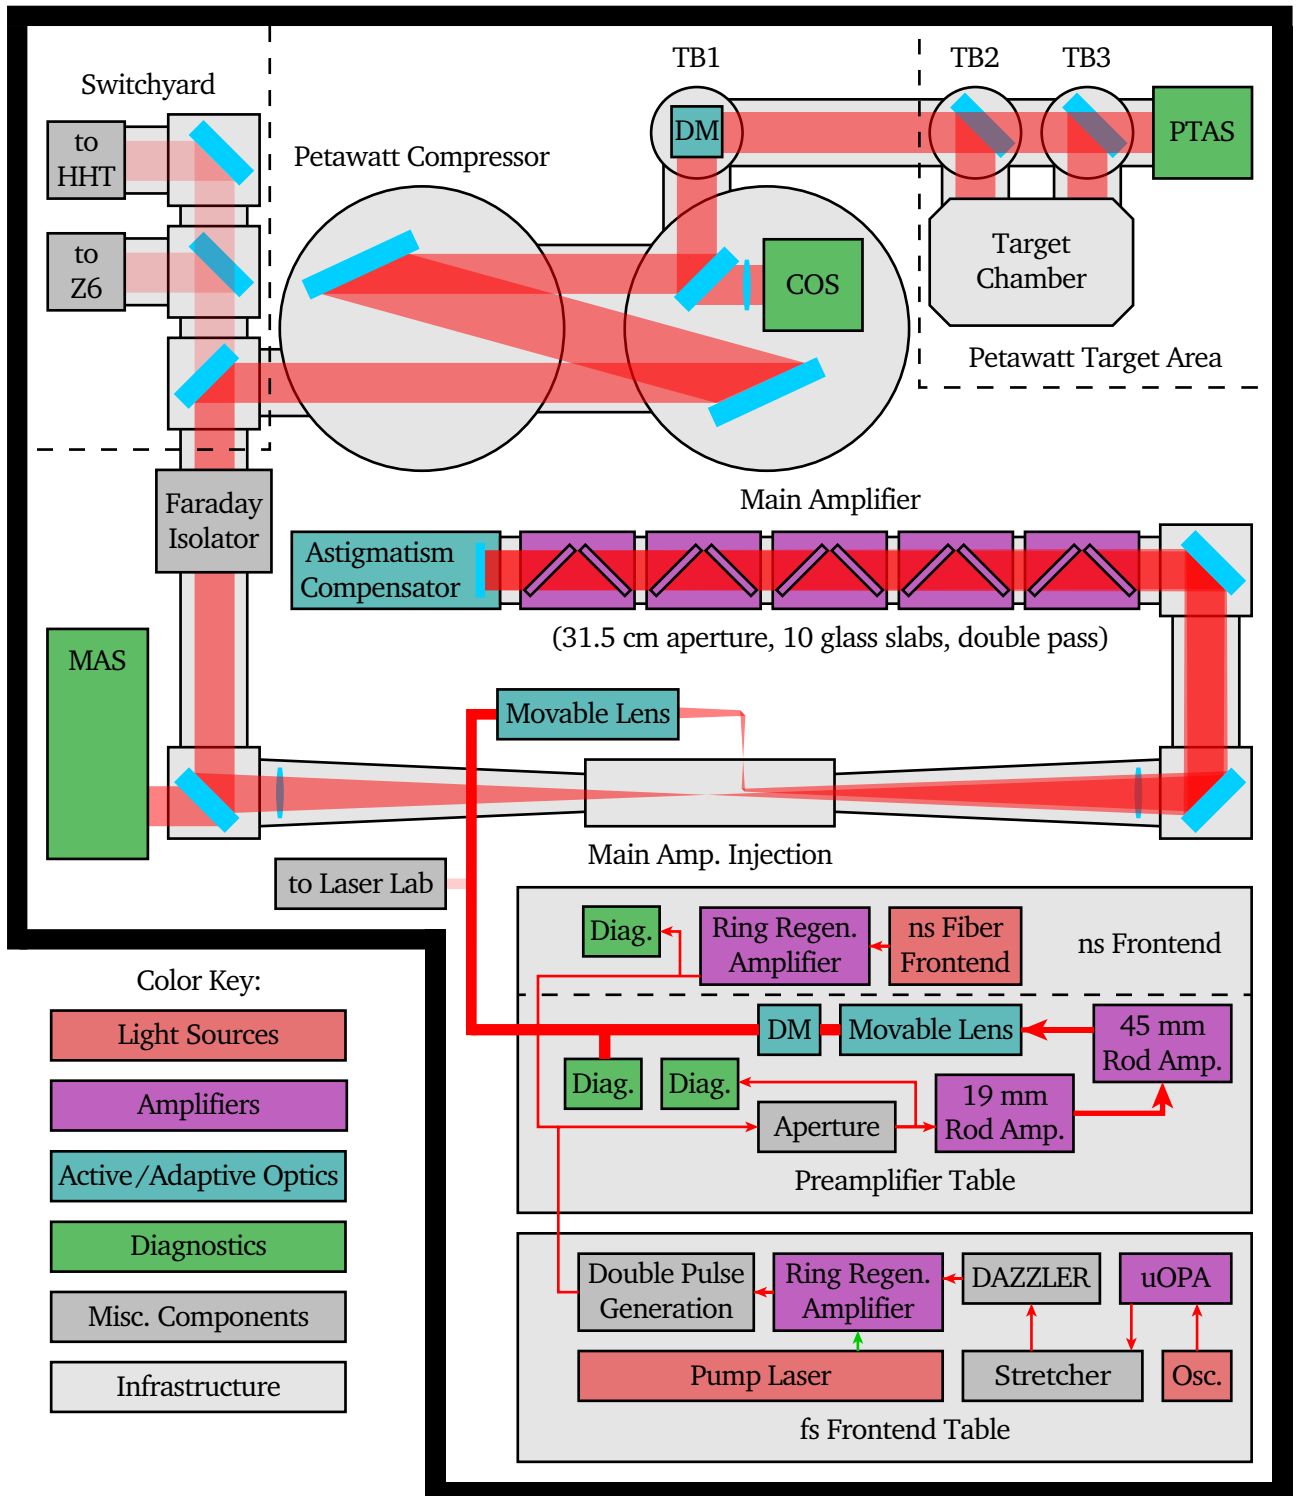 TB1
TB2
TB3
Switchyard
to
HHT
DM
PTAS
Petawatt Compressor
to
Z6
COS
Target
Chamber
Petawatt Target Area
Main Amplifier
Faraday
Isolator
Astigmatism
Compensator
(31.5 cm aperture, 10 glass slabs, double pass)
MAS
Movable Lens
Main Amp. Injection
to Laser Lab
Diag.
Ring Regen.
Amplifier
ns Fiber
Frontend
ns Frontend
DM
Movable Lens
45 mm
Rod Amp.
Diag.
Diag.
19 mm
Rod Amp.
Aperture
Preamplifier Table
Double Pulse
Generation
Ring Regen.
Amplifier
DAZZLER
uOPA
Pump Laser
Stretcher
Osc.
fs Frontend Table
Color Key:
Light Sources
Amplifiers
Active/Adaptive Optics
Diagnostics
Misc. Components
Infrastructure